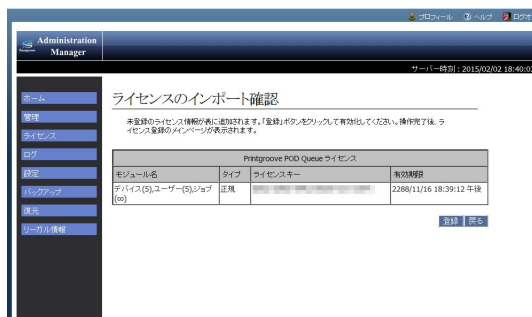 プロフィール ヘルプ ログオ
Administration
Manager
サーバー時刻 : 2015/02/02 18:40:03
ホーム
管理
ライセンス
ログ
設定
バックアップ
復元
リーガル情報
ライセンスのインポート確認
未登録のライセンス情報が表に追加されます。「登録」ボタンをクリックして有効化してください。操作完了後、ラ
イセンス登録のメインページが表示されます。
Printgroove POD Queue ライセンス
モジュール名 タイプ ライセンスキー 有効期限
デバイス(5),ユーザー(5),ジョブ 正規 2288/11/16 18:39:12 午後
(∞)
登録 戻る